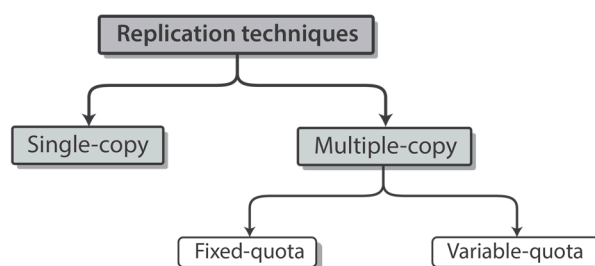 Replication techniques
Single-copy
Multiple-copy
Fixed-quota
Variable-quota